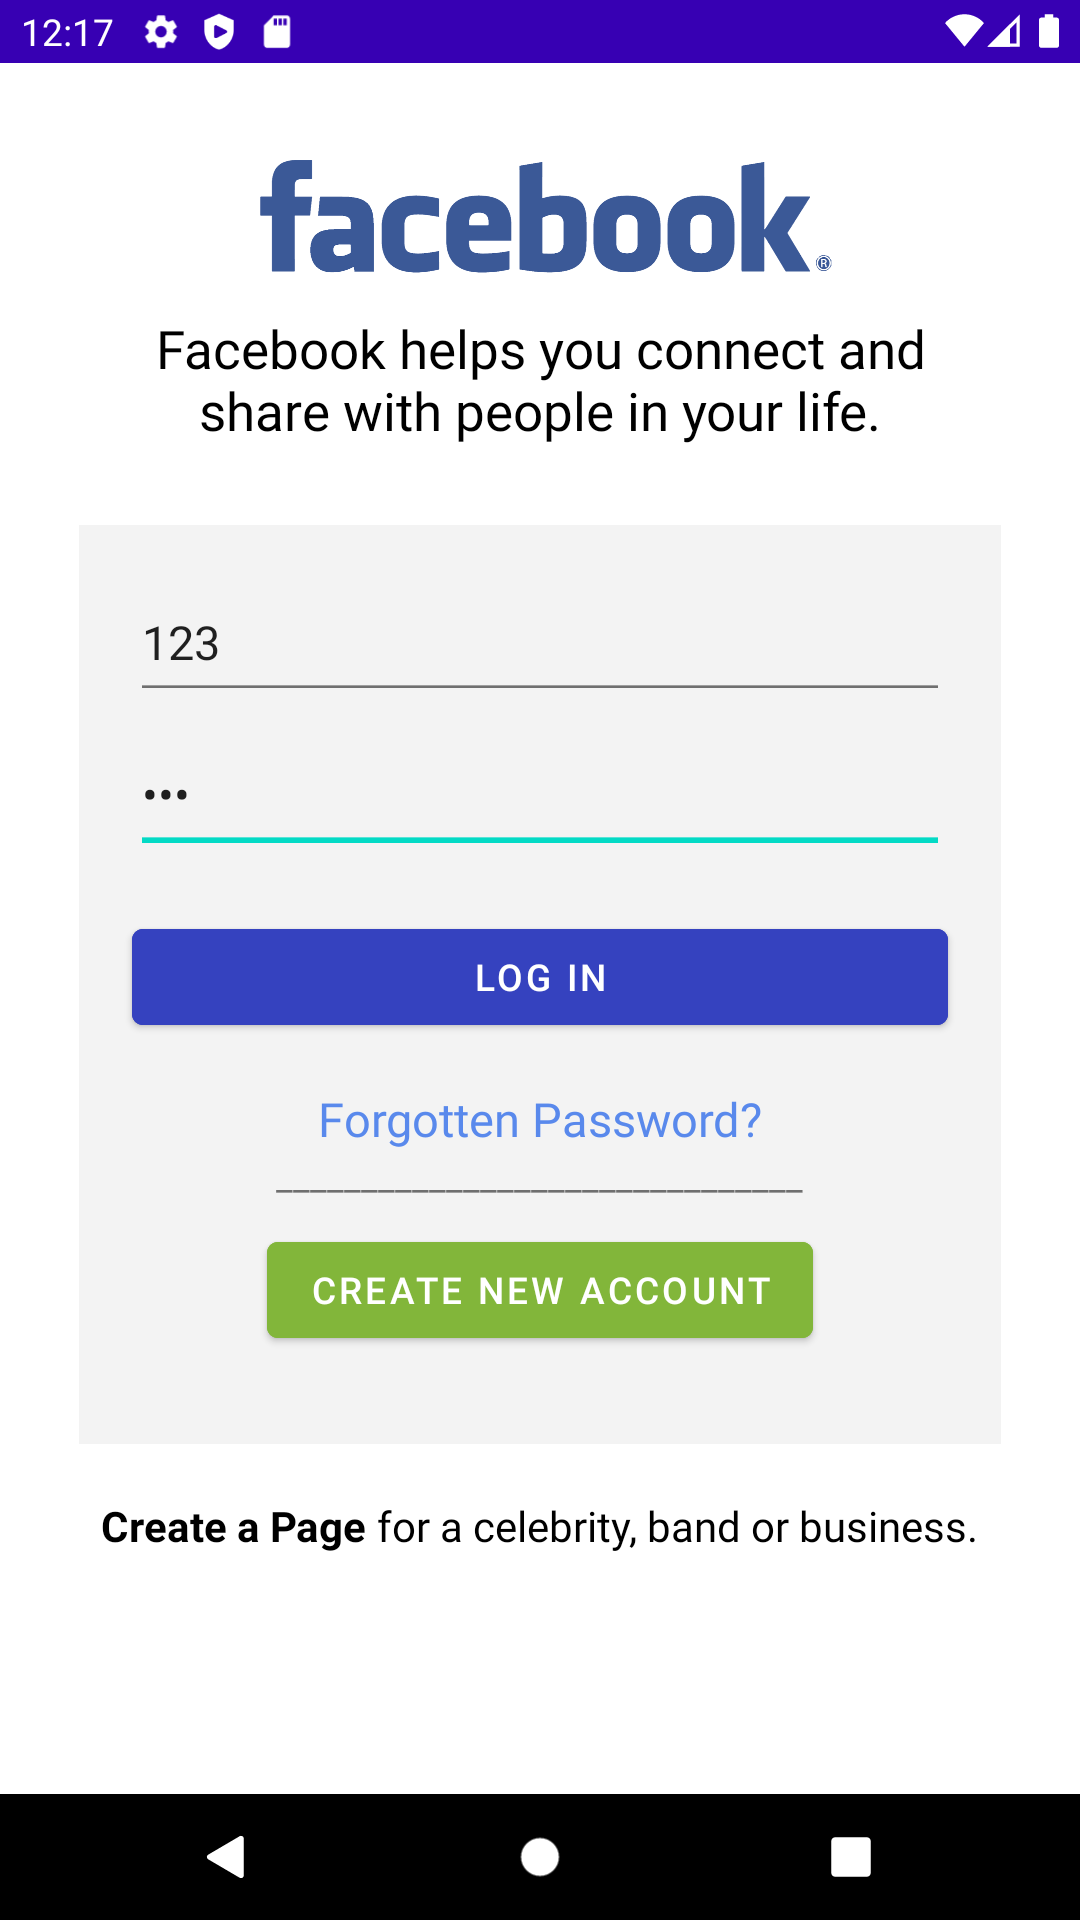 12:17
facebook®
Facebook helps you connect and
share with people in your life.
123
•••
LOG IN
Forgotten Password?
_______________________________
CREATE NEW ACCOUNT
Create a Page for a celebrity, band or business.